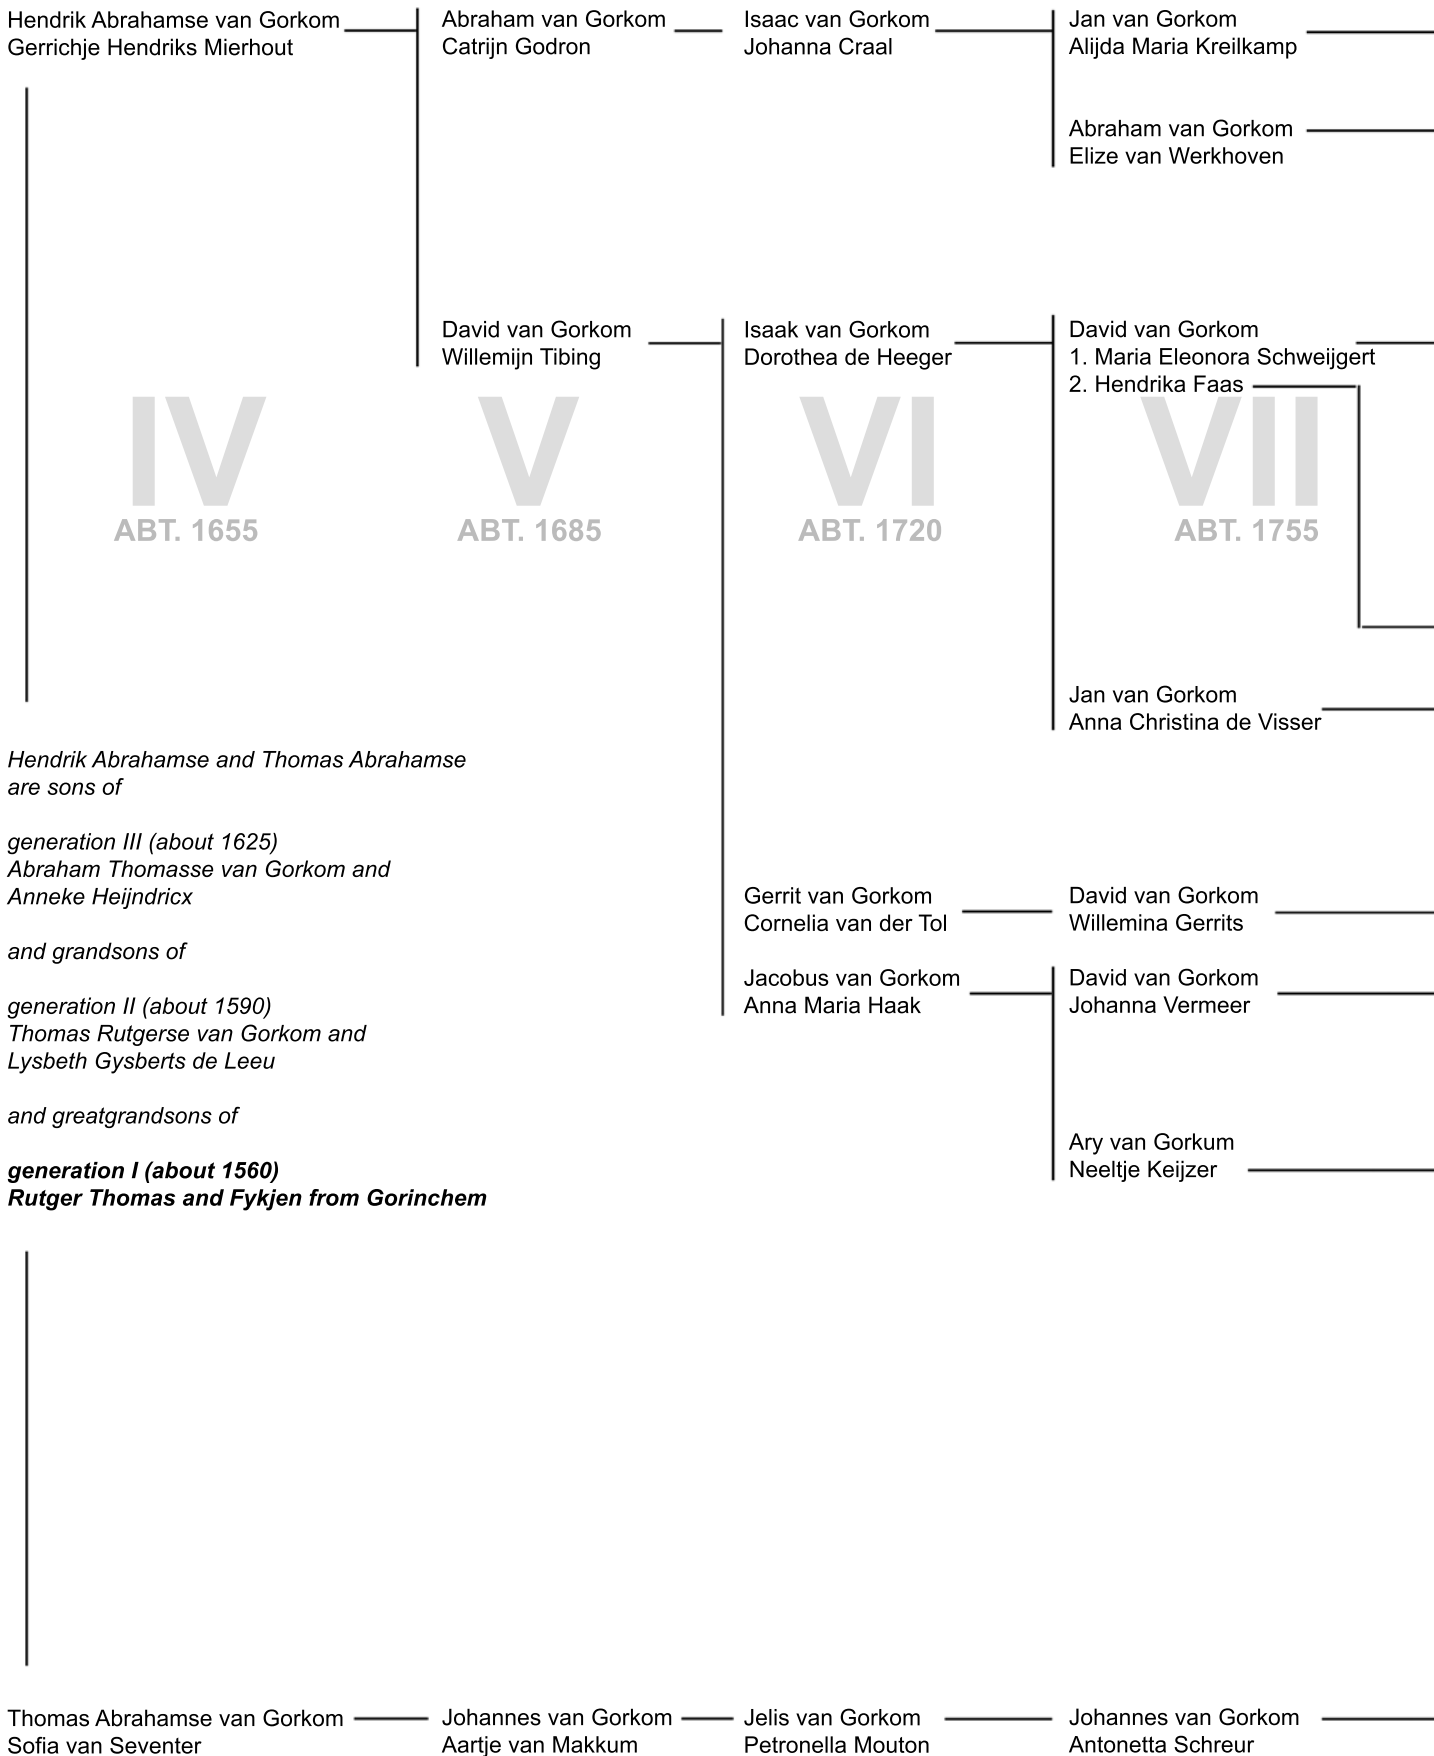 Hendrik Abrahamse van Gorkom
Gerrichje Hendriks Mierhout
Abraham van Gorkom
Catrijn Godron
Isaac van Gorkom
Johanna Craal
Jan van Gorkom
Alijda Maria Kreilkamp
Abraham van Gorkom
Elize van Werkhoven
David van Gorkom
Willemijn Tibing
Isaak van Gorkom
Dorothea de Heeger
David van Gorkom
1. Maria Eleonora Schweijgert
2. Hendrika Faas
IV
ABT. 1655
V
ABT. 1685
VI
ABT. 1720
VII
ABT. 1755
Jan van Gorkom
Anna Christina de Visser
Hendrik Abrahamse and Thomas Abrahamse
are sons of
generation III (about 1625)
Abraham Thomasse van Gorkom and
Anneke Heijndricx
and grandsons of
generation II (about 1590)
Thomas Rutgerse van Gorkom and
Lysbeth Gysberts de Leeu
and greatgrandsons of
generation I (about 1560)
Rutger Thomas and Fykjen from Gorinchem
Gerrit van Gorkom
Cornelia van der Tol
David van Gorkom
Willemina Gerrits
Jacobus van Gorkom
Anna Maria Haak
David van Gorkom
Johanna Vermeer
Ary van Gorkum
Neeltje Keijzer
Thomas Abrahamse van Gorkom
Sofia van Seventer
Johannes van Gorkom
Aartje van Makkum
Jelis van Gorkom
Petronella Mouton
Johannes van Gorkom
Antonetta Schreur